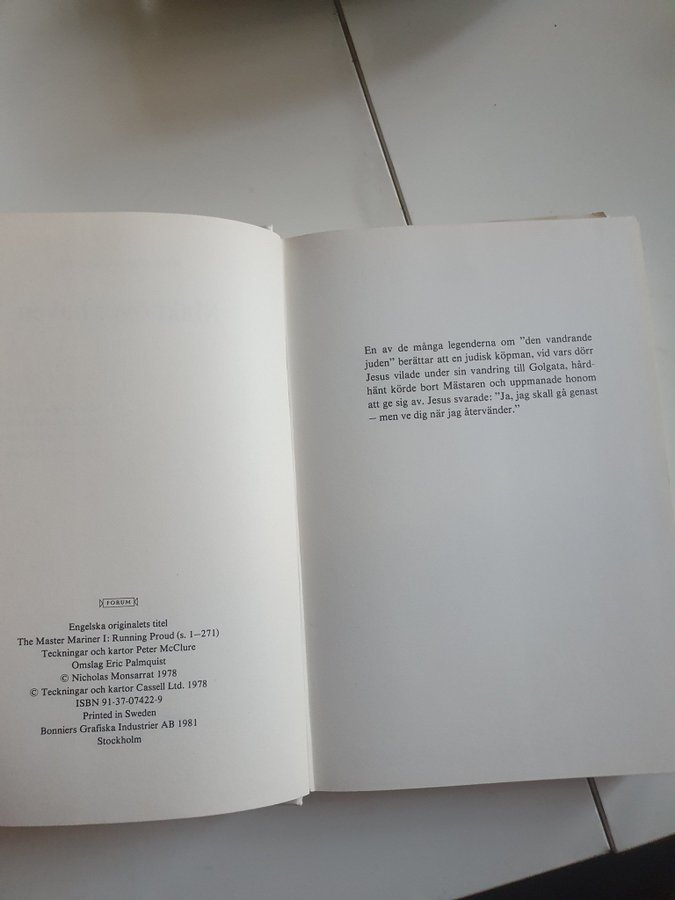 FORUM
Engelska originalets titel
The Master Mariner I: Running Proud (s. 1–271)
Teckningar och kartor Peter McClure
Omslag Eric Palmquist
© Nicholas Monsarrat 1978
© Teckningar och kartor Cassell Ltd. 1978
ISBN 91-37-07422-9
Printed in Sweden
Bonniers Grafiska Industrier AB 1981
Stockholm
En av de många legenderna om ”den vandrande
juden” berättar att en judisk köpman, vid vars dörr
Jesus vilade under sin vandring till Golgata, hård-
hänt körde bort Mästaren och uppmanade honom
att ge sig av. Jesus svarade: ”Ja, jag skall gå genast
– men ve dig när jag återvänder.”